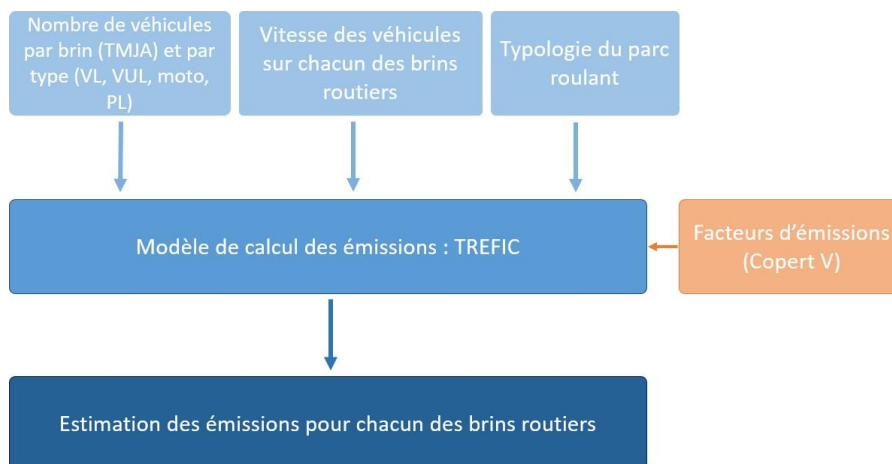 Nombre de véhicules
par brin (TMJA) et par
type (VL, VUL, moto,
PL)
Vitesse des véhicules
sur chacun des brins
routiers
Typologie du parc
roulant
Modèle de calcul des émissions : TREFIC
Facteurs d’émissions
(Copert V)
Estimation des émissions pour chacun des brins routiers